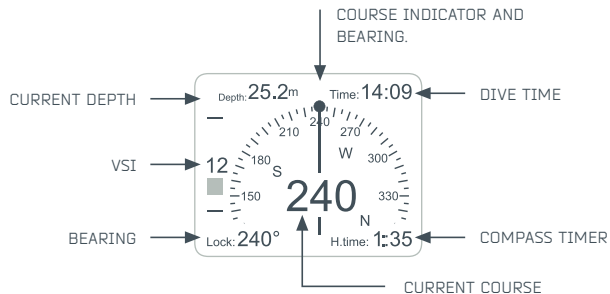 COURSE INDICATOR AND
BEARING.
CURRENT DEPTH
Depth: 25.2m
Time: 14:09
DIVE TIME
240
210
270
W
180
300
S
VSI
12
150
240
330
N
BEARING
Lock: 240°
H.time: 1:35
COMPASS TIMER
CURRENT COURSE